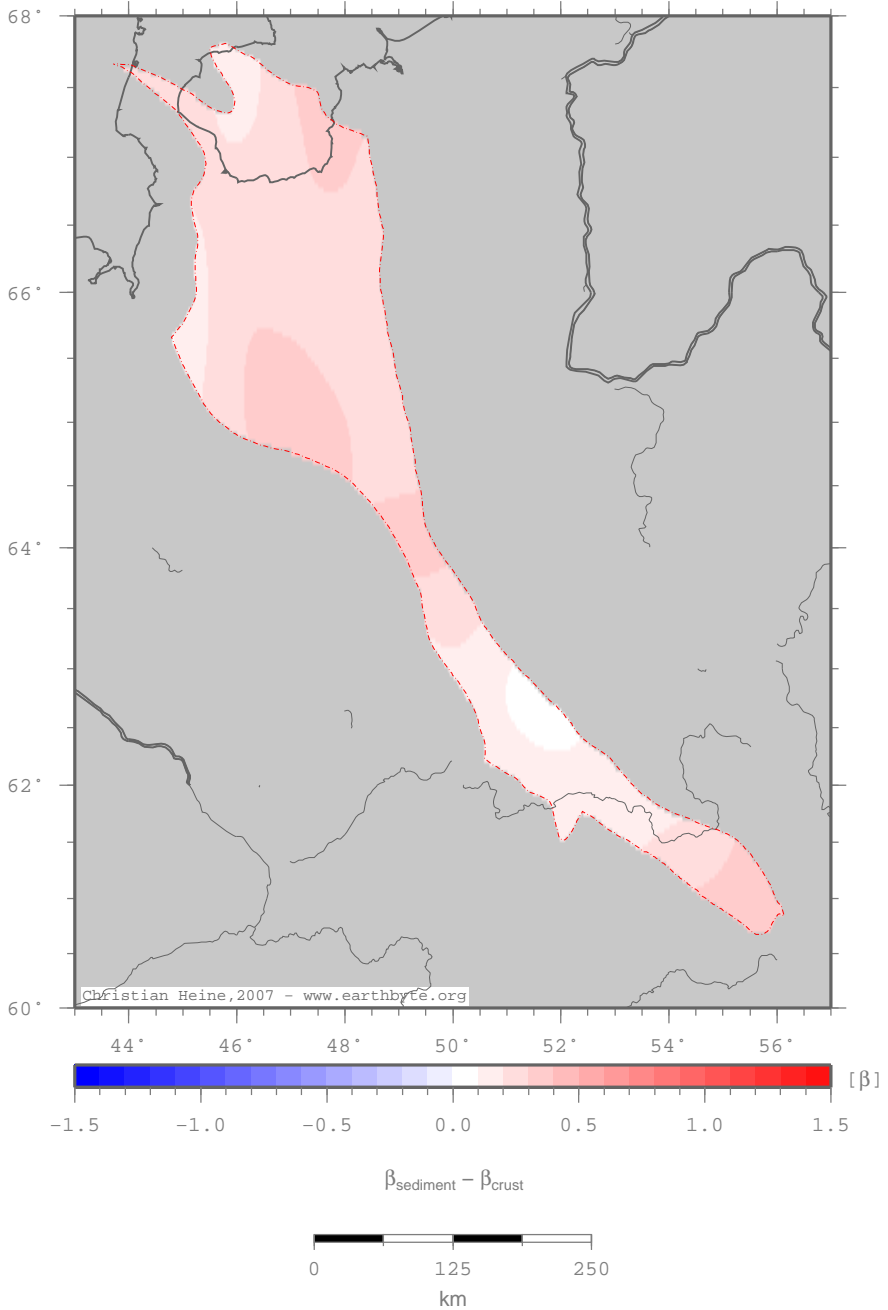 68°
66°
64°
62°
60°
Christian Heine,2007 - www.earthbyte.org
44° 46° 48° 50° 52° 54° 56°
[β]
-1.5 -1.0 -0.5 0.0 0.5 1.0 1.5
βsediment – βcrust
0 125 250
km